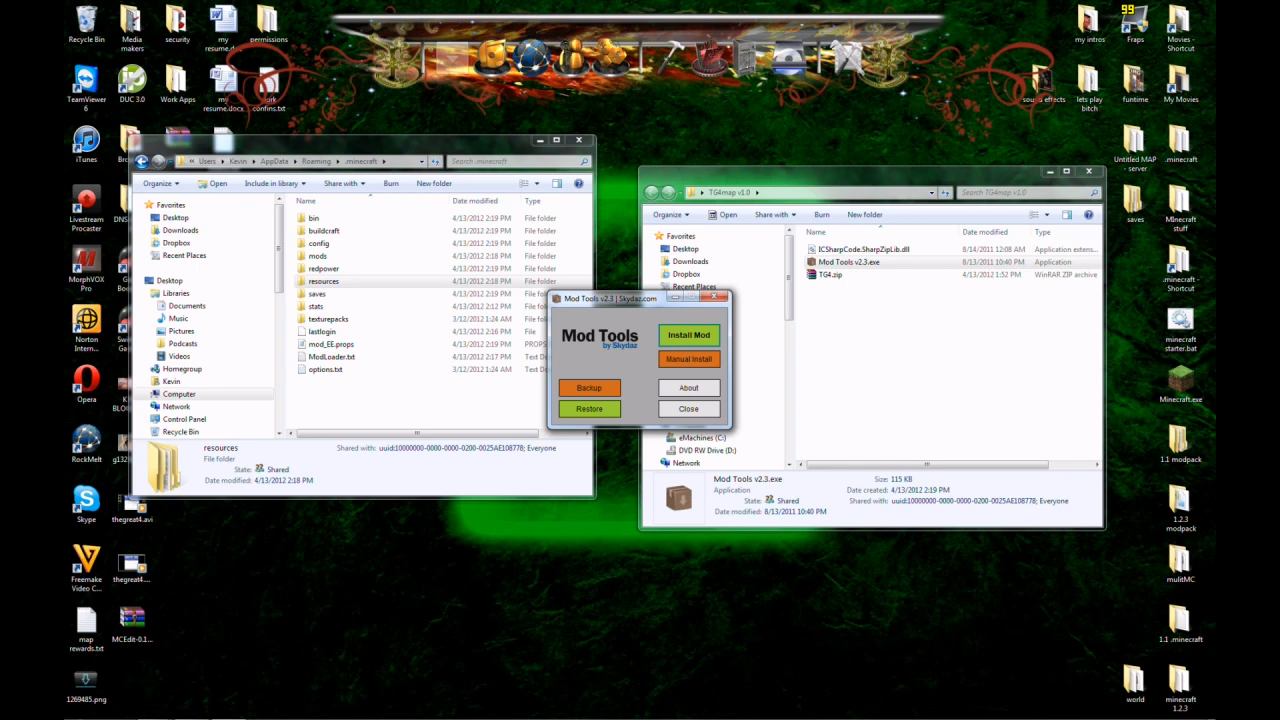 99
Recycle Bin
Media makers
security
my resume.do...
permissions
my intros
Fraps
Movies - Shortcut
TeamViewer 6
DUC 3.0
Work Apps
my resume.docx
confins.txt
sound effects
lets play bitch
funtime
My Movies
iTunes
Untitled MAP - server
.minecraft
Livestream Procaster
saves
MInecraft stuff
MorphVOX
.minecraft - Shortcut
Norton Intern...
minecraft starter.bat
Opera
Minecraft.exe
RockMelt
g132
1.1 modpack
Skype
thegreat4.avi
1.2.3 modpack
Freemake Video C...
thegreat4....
mulitMC
map rewards.txt
MCEdit-0.1...
1.1 .minecraft
1269485.png
world
minecraft 1.2.3
Users Kevin AppData Roaming .minecraft
Search .minecraft
Organize Open Include in library Share with Burn New folder
Name Date modified Type
Favorites
Desktop
Downloads
Dropbox
Recent Places
Desktop
Libraries
Documents
Music
Pictures
Podcasts
Videos
Homegroup
Kevin
Computer
Network
Control Panel
Recycle Bin
bin 4/13/2012 2:19 PM File folder
buildcraft 4/13/2012 2:19 PM File folder
config 4/13/2012 2:19 PM File folder
mods 4/13/2012 2:18 PM File folder
redpower 4/13/2012 2:19 PM File folder
resources 4/13/2012 2:18 PM File folder
saves 4/13/2012 2:19 PM File folder
stats 4/13/2012 2:12 PM File folder
texturepacks 3/12/2012 1:24 AM File folder
lastlogin 4/13/2012 2:16 PM File
mod_EE.props 4/13/2012 2:19 PM PROPS
ModLoader.txt 4/13/2012 2:17 PM Text De
options.txt 3/12/2012 1:24 AM Text De
resources
File folder
State: Shared
Date modified: 4/13/2012 2:18 PM
Shared with: uuid:10000000-0000-0000-0200-0025AE108778; Everyone
TG4map v1.0
Search TG4map v1.0
Organize Open Share with Burn New folder
Name Date modified Type
Favorites
Desktop
Downloads
Dropbox
Recent Places
ICSharpCode.SharpZipLib.dll 8/14/2011 12:08 AM Application extens...
Mod Tools v2.3.exe 8/13/2011 10:40 PM Application
TG4.zip 4/13/2012 1:52 PM WinRAR ZIP archive
eMachines (C:)
DVD RW Drive (D:)
Network
Mod Tools v2.3.exe
Application
State: Shared
Date modified: 8/13/2011 10:40 PM
Size: 115 KB
Date created: 4/13/2012 2:19 PM
Shared with: uuid:10000000-0000-0000-0200-0025AE108778; Everyone
Mod Tools v2.3 | Skydaz.com
Mod Tools
by Skydaz
Install Mod
Manual Install
Backup
About
Restore
Close